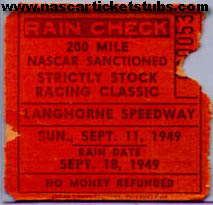 www.nascarticketstubs.com
RAIN CHECK
200 MILE
NASCAR SANCTIONED
STRICTLY STOCK
RACING CLASSIC
LANGHORNE SPEEDWAY
SUN., SEPT. 11, 1949
RAIN DATE
SEPT. 18, 1949
NO MONEY REFUNDED